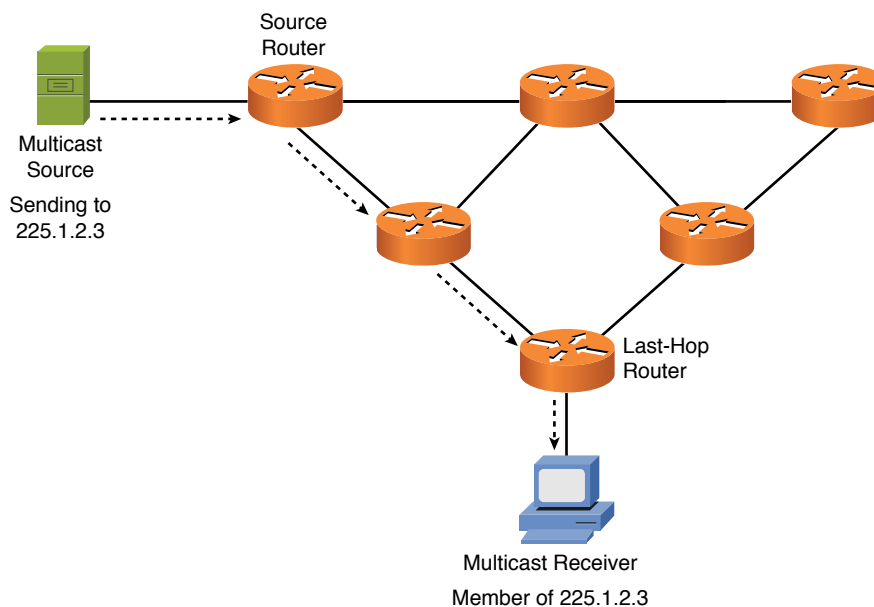 Source
Router
Multicast
Source
Sending to
225.1.2.3
Last-Hop
Router
Multicast Receiver
Member of 225.1.2.3